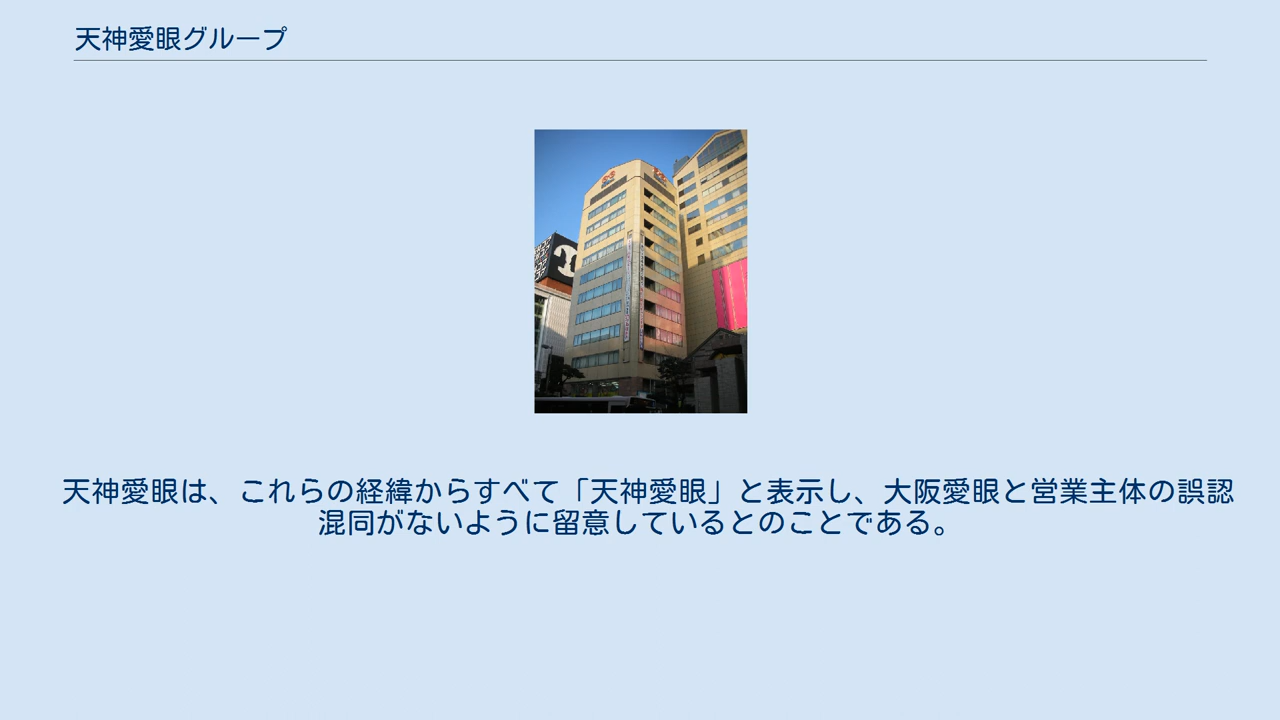 天神愛眼グループ
天神愛眼は、これらの経緯からすべて「天神愛眼」と表示し、大阪愛眼と営業主体の誤認
混同がないように留意しているとのことである。